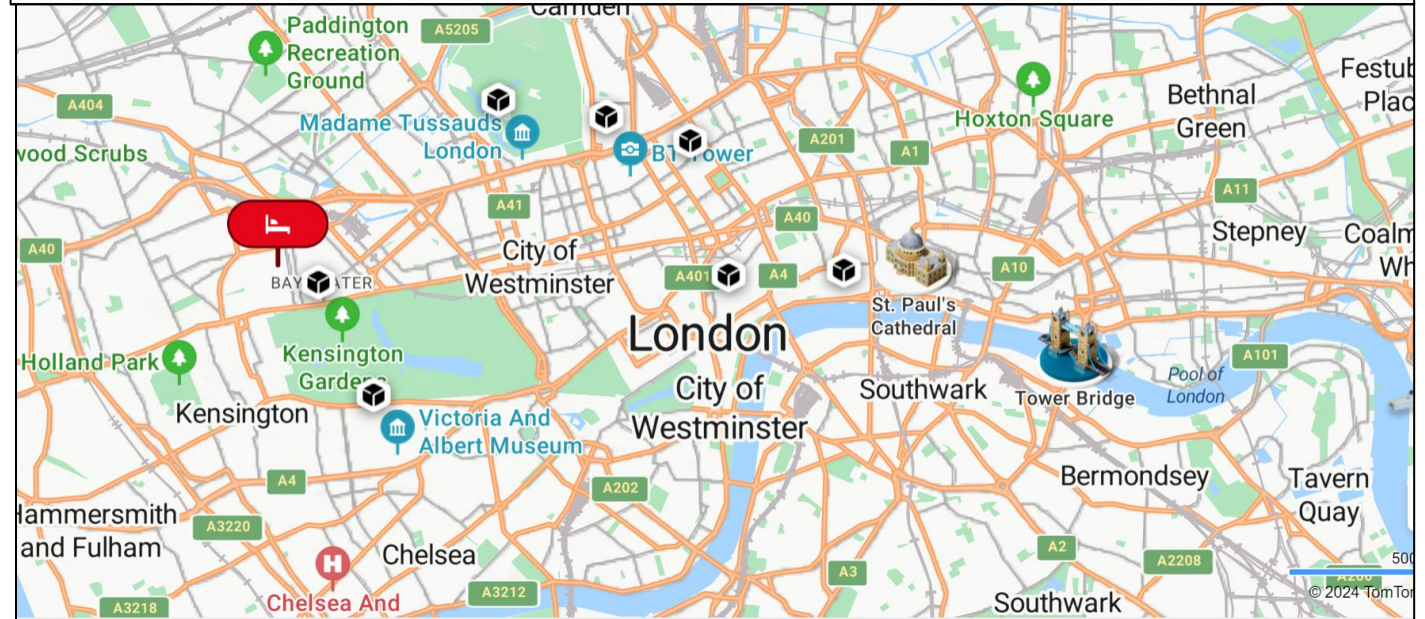 Camden
Paddington
Recreation
Ground
A5205
A404
Madame Tussauds
London
BT Tower
A201
A1
Hoxton Square
Bethnal
Green
wood Scrubs
A41
A40
A11
Stepney
A40
City of
Westminster
A401
A4
A10
St. Paul's
Cathedral
London
Holland Park
Kensington
Gardens
Kensington
Victoria And
Albert Museum
City of
Westminster
Southwark
Tower Bridge
Pool of
London
A101
A4
A202
Bermondsey
Tavern
Quay
A3220
and Fulham
Chelsea
A3212
A3
A2
A2208
500
A3218
Chelsea And
Southwark
© 2024 TomTom